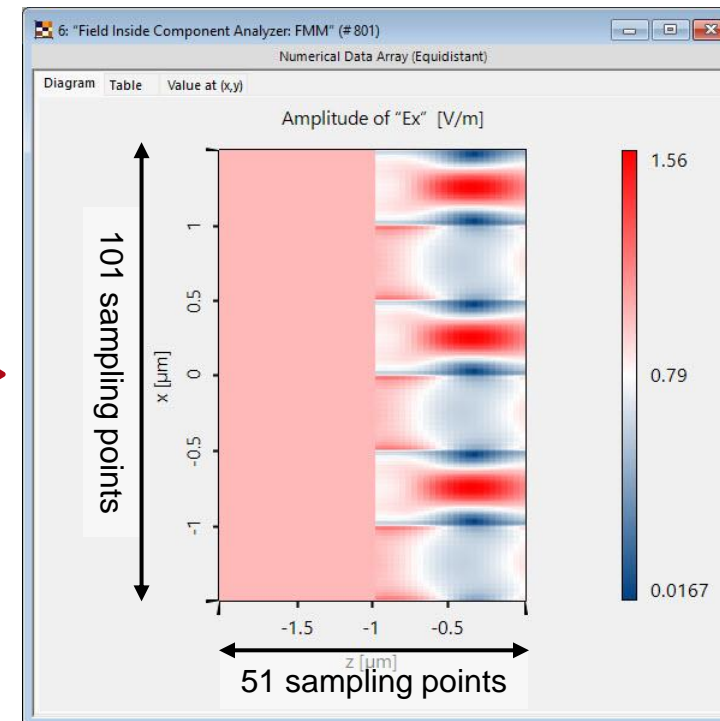 6: "Field Inside Component Analyzer: FMM" (#801)
Numerical Data Array (Equidistant)
Diagram Table Value at (x,y)
Amplitude of "Ex" [V/m]
101 sampling points
x [µm]
1
0.5
0
-0.5
-1
-1.5 -1 -0.5
z [µm]
51 sampling points
1.56
0.79
0.0167